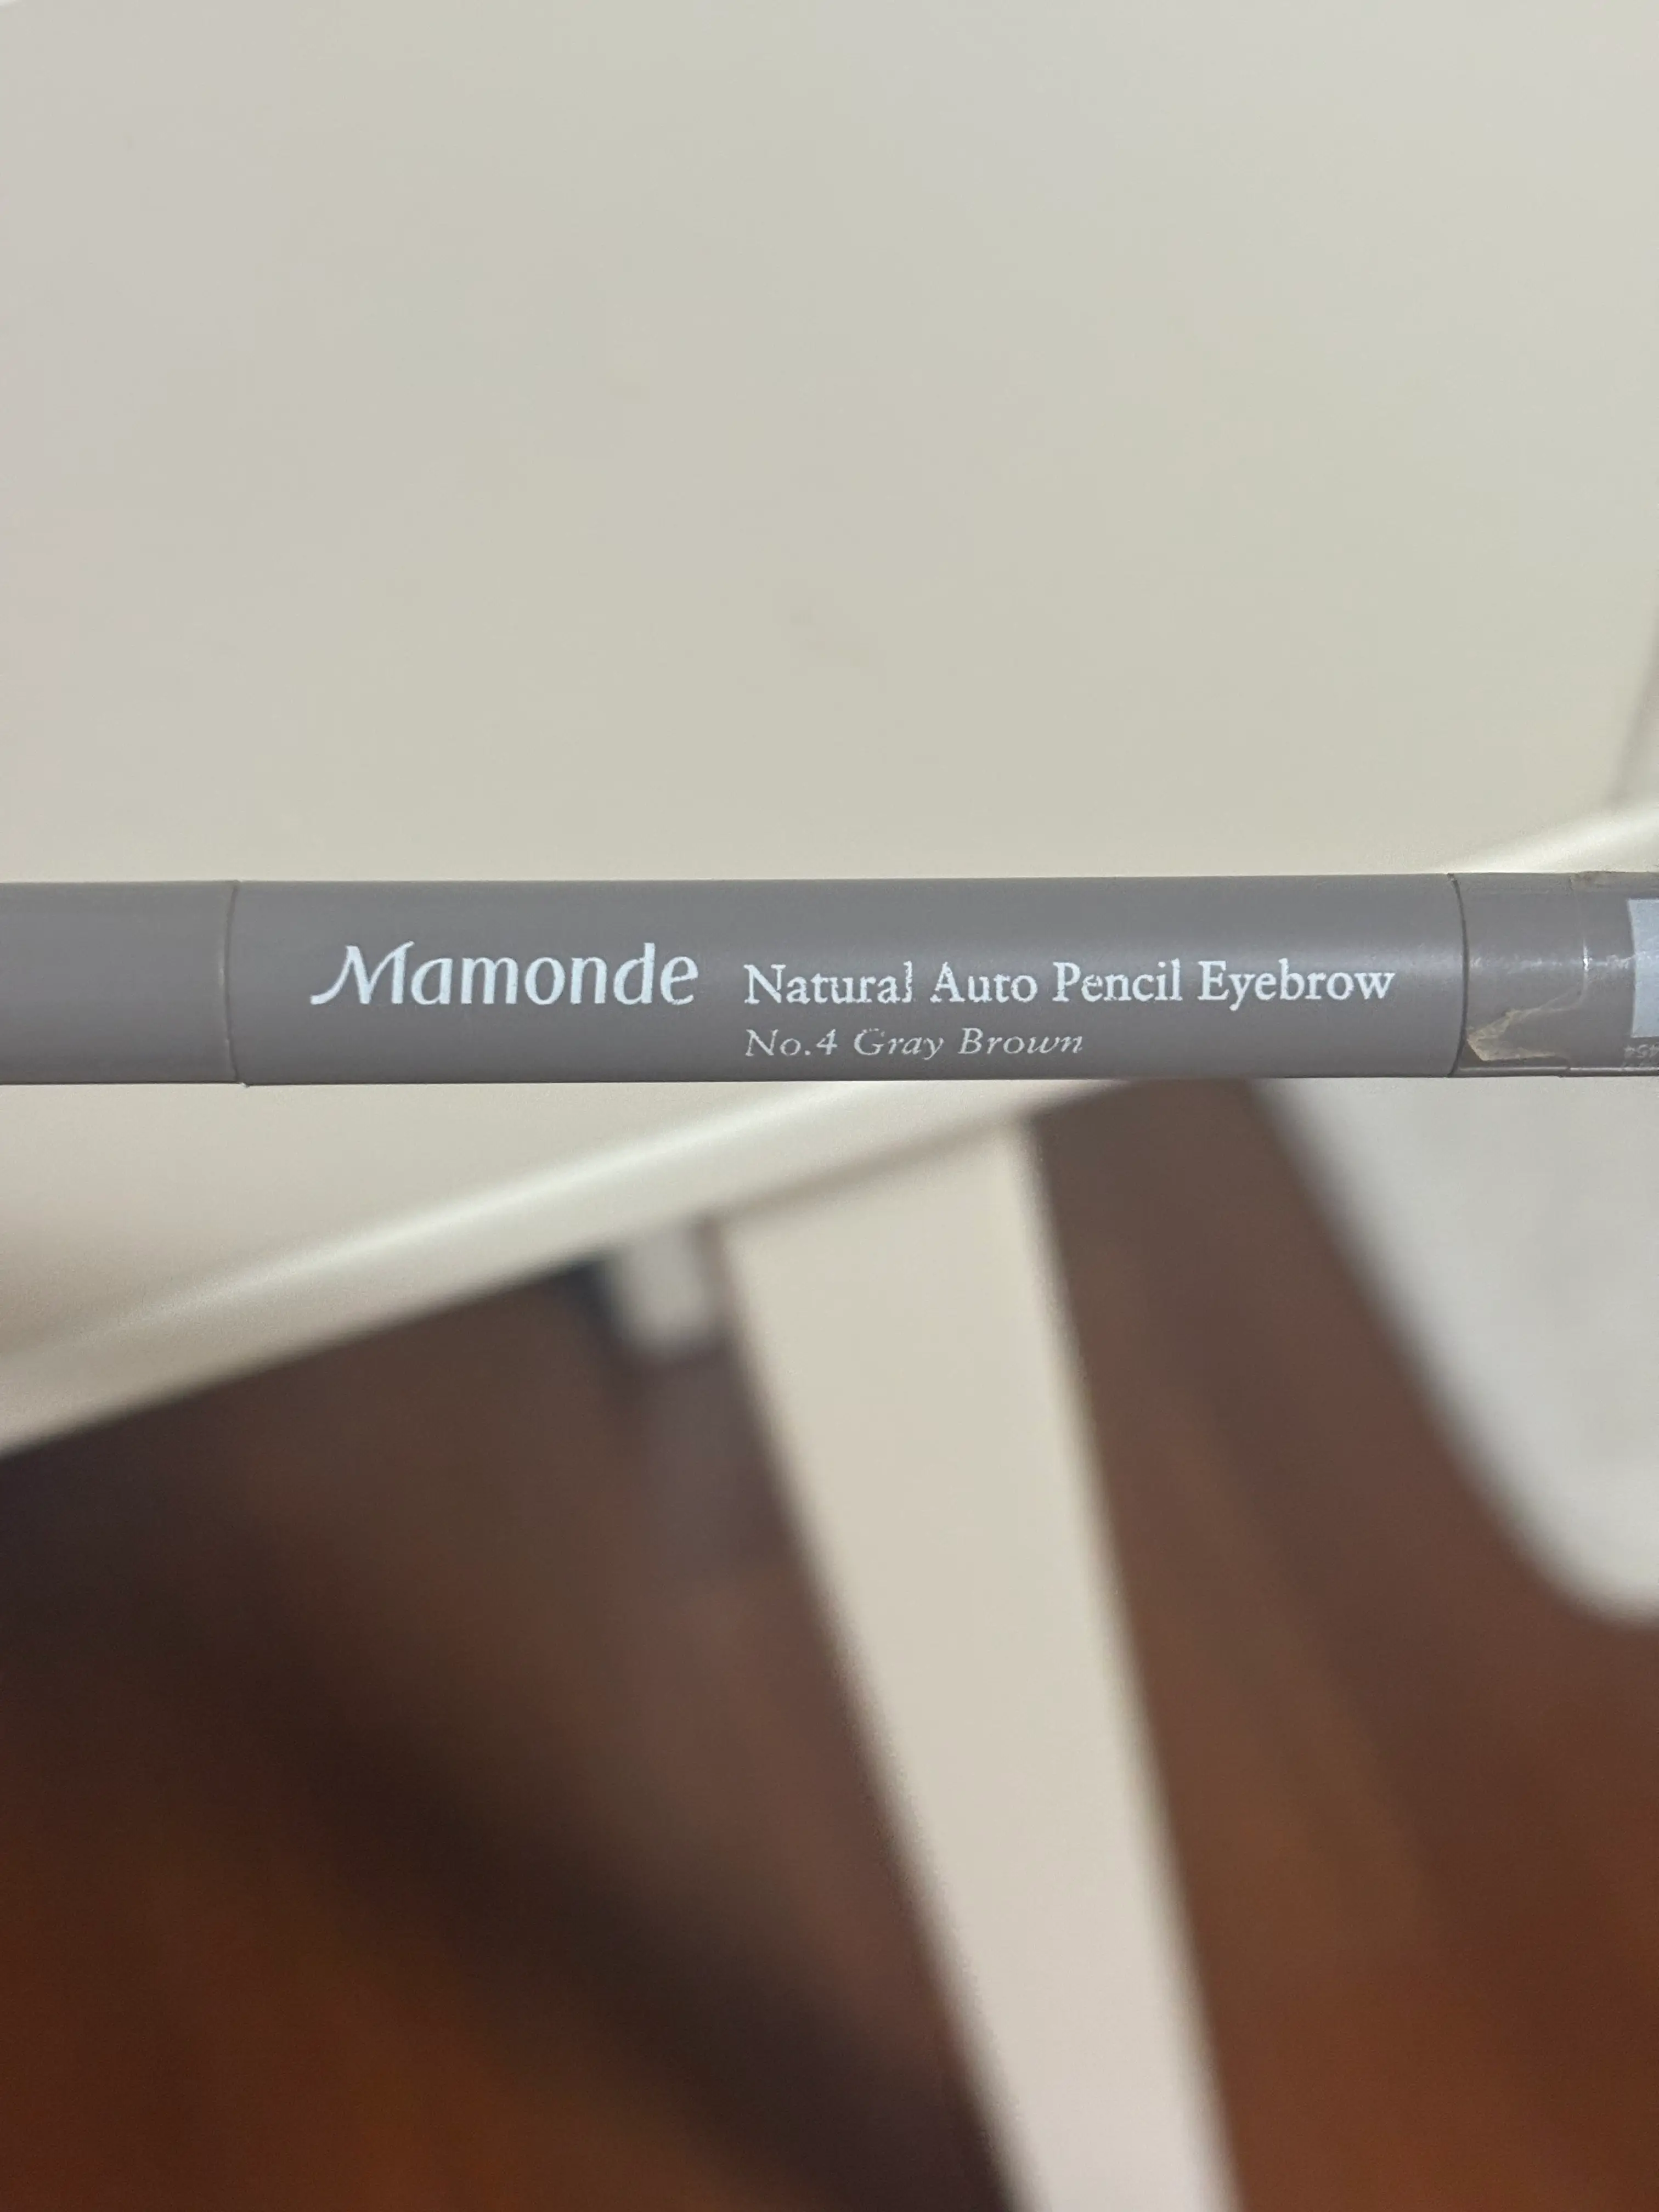 Mamonde Natural Auto Pencil Eyebrow
No.4 Gray Brown